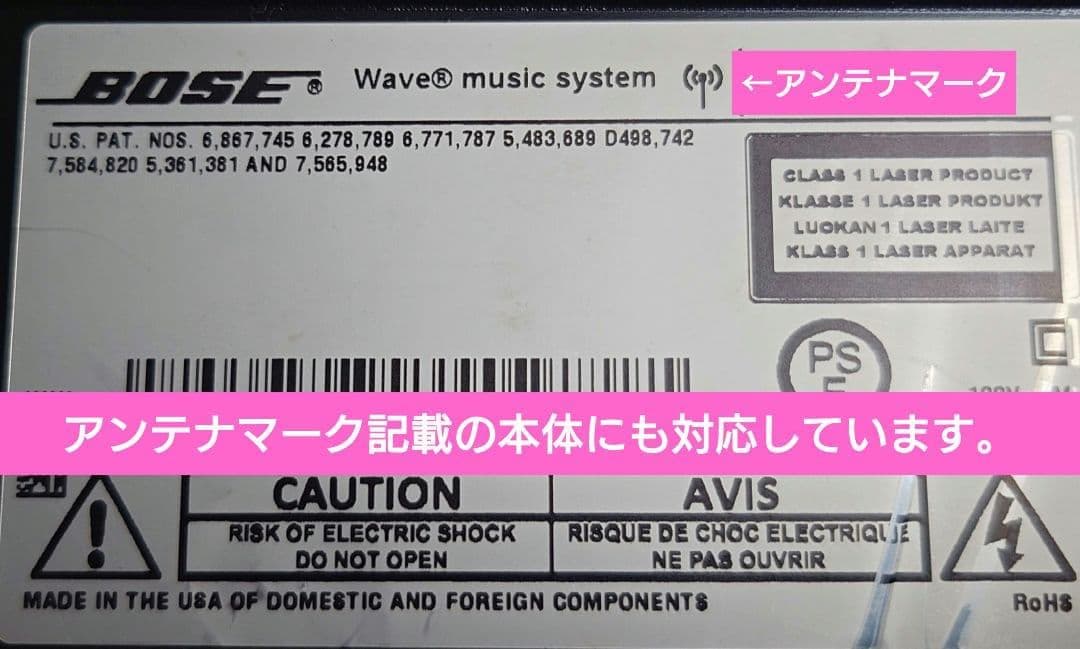 BOSE® Wave® music system ←アンテナマーク
U.S. PAT. NOS. 6,867,745 6,278,789 6,771,787 5,483,689 D498,742
7,584,820 5,361,381 AND 7,565,948
CLASS 1 LASER PRODUCT
KLASSE 1 LASER PRODUKT
LUOKAN 1 LASER LAITE
KLASS 1 LASER APPARAT
PS
E
アンテナマーク記載の本体にも対応しています。
CAUTION
RISK OF ELECTRIC SHOCK
DO NOT OPEN
AVIS
RISQUE DE CHOC ELECTRIQUE
NE PAS OUVRIR
MADE IN THE USA OF DOMESTIC AND FOREIGN COMPONENTS
RoHS